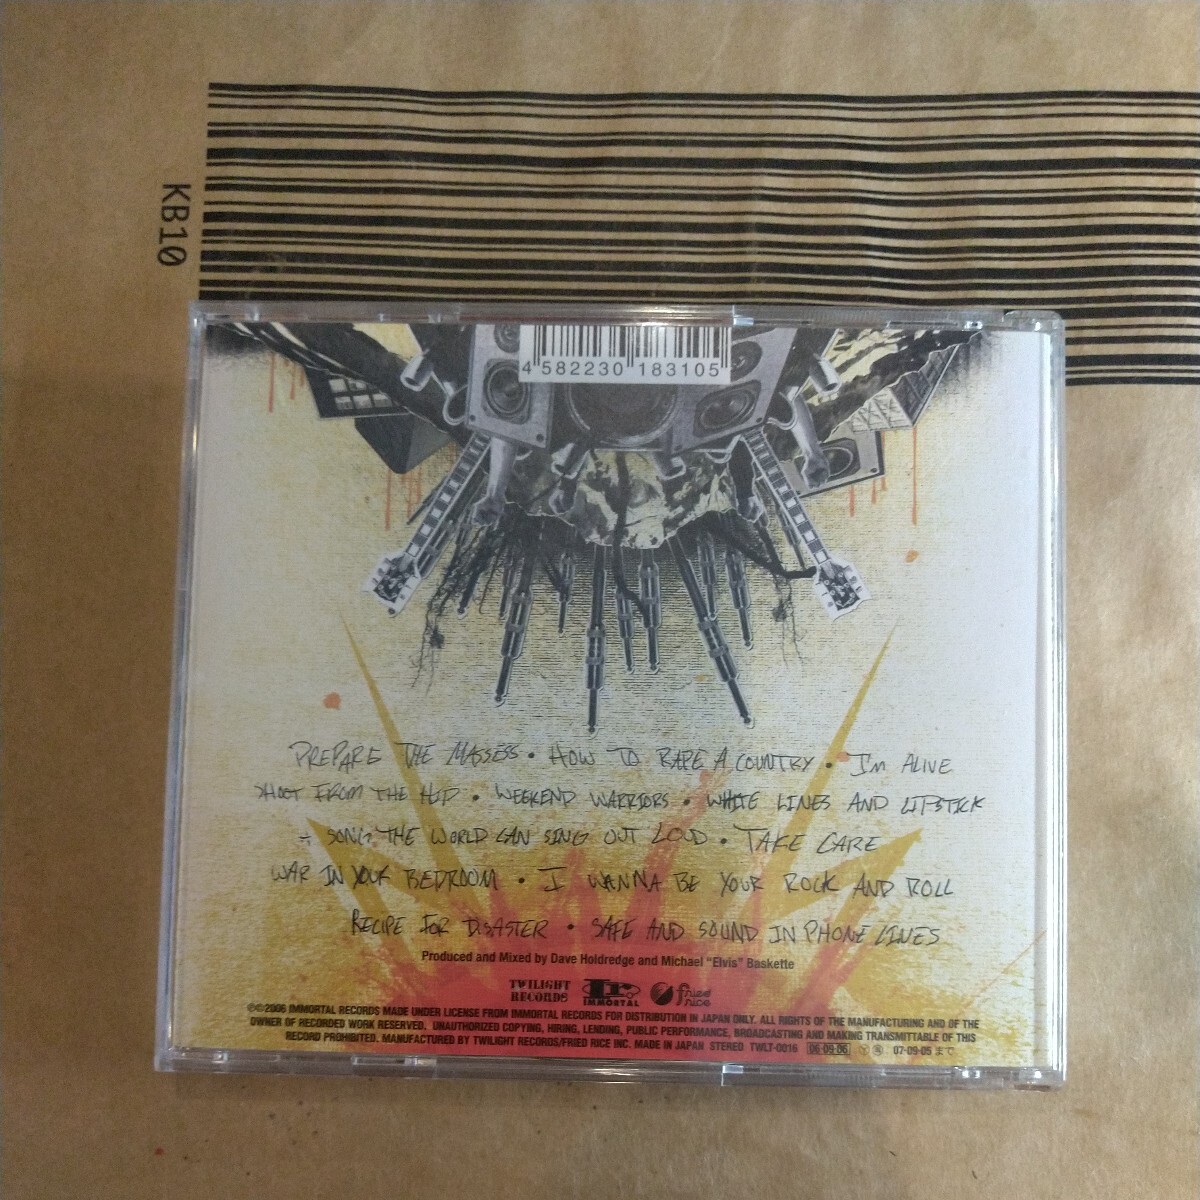 KB10
4 582230 183105
PREPARE THE MASSES • HOW TO RAPE A COUNTRY • I'M ALIVE
SHOOT FROM THE HIP • WEEKEND WARRIORS • WHITE LINES AND LIPSTICK
A SONG THE WORLD CAN SING OUT LOUD • TAKE CARE
WAR IN YOUR BEDROOM • I WANNA BE YOUR ROCK AND ROLL
RECIPE FOR DISASTER • SAFE AND SOUND IN PHONE LINES
Produced and Mixed by Dave Holdredge and Michael "Elvis" Baskette
TWILIGHT RECORDS IMMORTAL fried rice
℗©2006 IMMORTAL RECORDS MADE UNDER LICENSE FROM IMMORTAL RECORDS FOR DISTRIBUTION IN JAPAN ONLY. ALL RIGHTS OF THE MANUFACTURING AND OF THE
OWNER OF RECORDED WORK RESERVED. UNAUTHORIZED COPYING, HIRING, LENDING, PUBLIC PERFORMANCE, BROADCASTING AND MAKING TRANSMITTABLE OF THIS
RECORD PROHIBITED. MANUFACTURED BY TWILIGHT RECORDS/FRIED RICE INC. MADE IN JAPAN STEREO TWLT-0016 06・09・06 07・09・05 まで